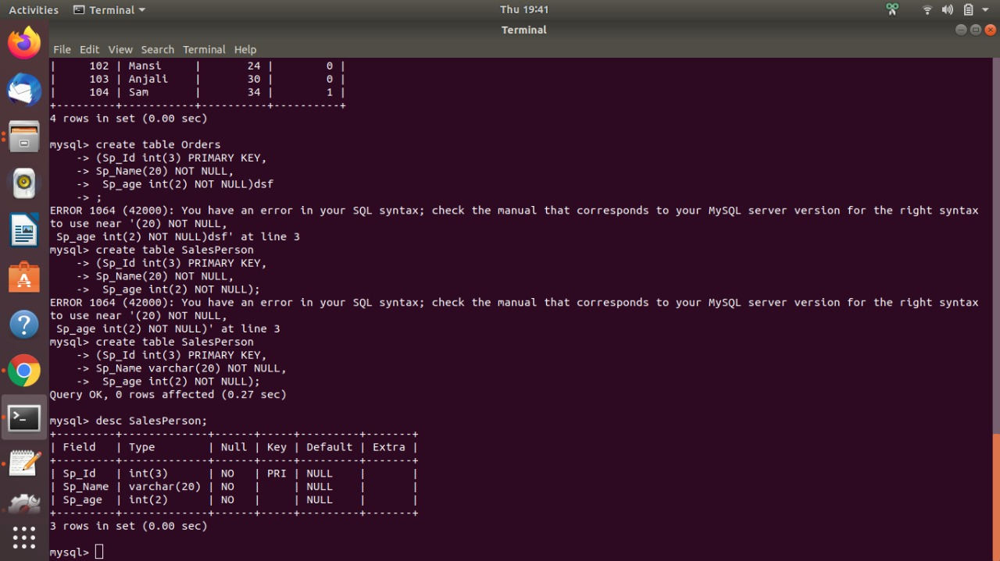 Activities Terminal Thu 19:41
Terminal
File Edit View Search Terminal Help
|     102 | Mansi     |       24 |        0 |
|     103 | Anjali    |       30 |        0 |
|     104 | Sam       |       34 |        1 |
+---------+-----------+----------+----------+
4 rows in set (0.00 sec)
mysql> create table Orders
    -> (Sp_Id int(3) PRIMARY KEY,
    -> Sp_Name(20) NOT NULL,
    ->  Sp_age int(2) NOT NULL)dsf
    -> ;
ERROR 1064 (42000): You have an error in your SQL syntax; check the manual that corresponds to your MySQL server version for the right syntax
to use near '(20) NOT NULL,
 Sp_age int(2) NOT NULL)dsf' at line 3
mysql> create table SalesPerson
    -> (Sp_Id int(3) PRIMARY KEY,
    -> Sp_Name(20) NOT NULL,
    ->  Sp_age int(2) NOT NULL);
ERROR 1064 (42000): You have an error in your SQL syntax; check the manual that corresponds to your MySQL server version for the right syntax
to use near '(20) NOT NULL,
 Sp_age int(2) NOT NULL)' at line 3
mysql> create table SalesPerson
    -> (Sp_Id int(3) PRIMARY KEY,
    -> Sp_Name varchar(20) NOT NULL,
    ->  Sp_age int(2) NOT NULL);
Query OK, 0 rows affected (0.27 sec)
mysql> desc SalesPerson;
+---------+-------------+------+-----+---------+-------+
| Field   | Type        | Null | Key | Default | Extra |
+---------+-------------+------+-----+---------+-------+
| Sp_Id   | int(3)      | NO   | PRI | NULL    |       |
| Sp_Name | varchar(20) | NO   |     | NULL    |       |
| Sp_age  | int(2)      | NO   |     | NULL    |       |
+---------+-------------+------+-----+---------+-------+
3 rows in set (0.00 sec)
mysql>